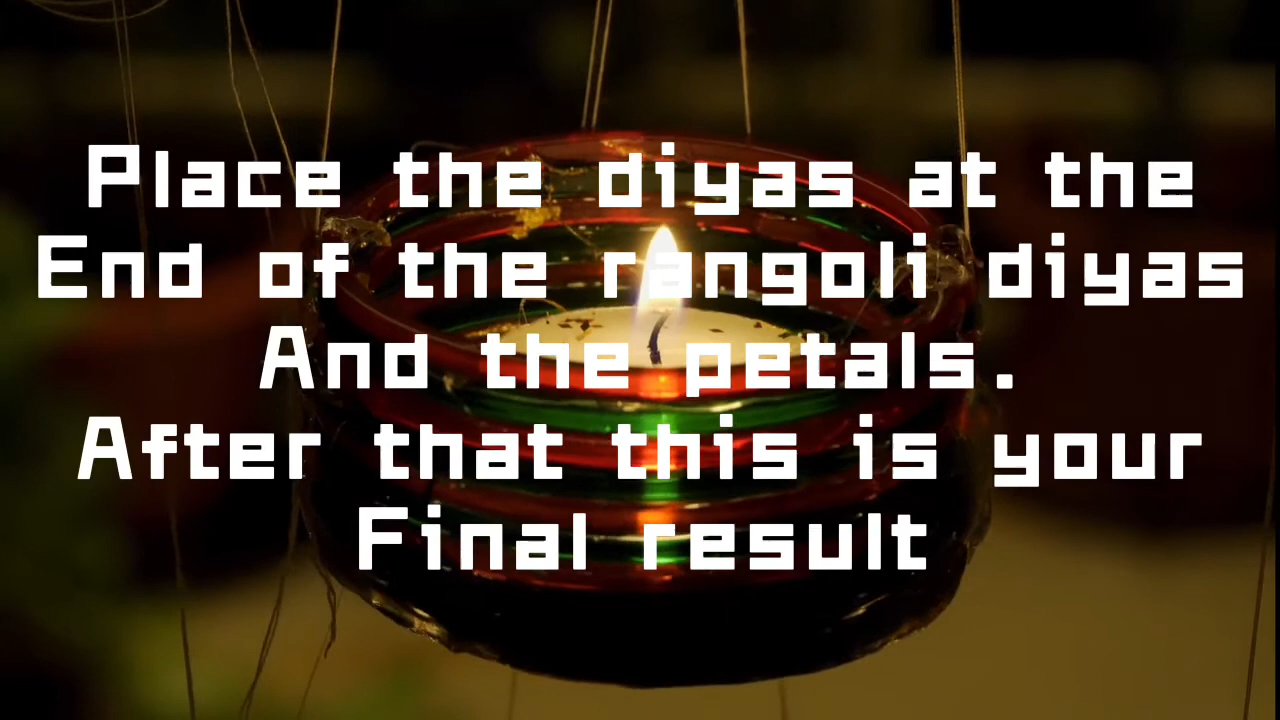 Place the diyas at the
End of the rangoli diyas
And the petals.
After that this is your
Final result